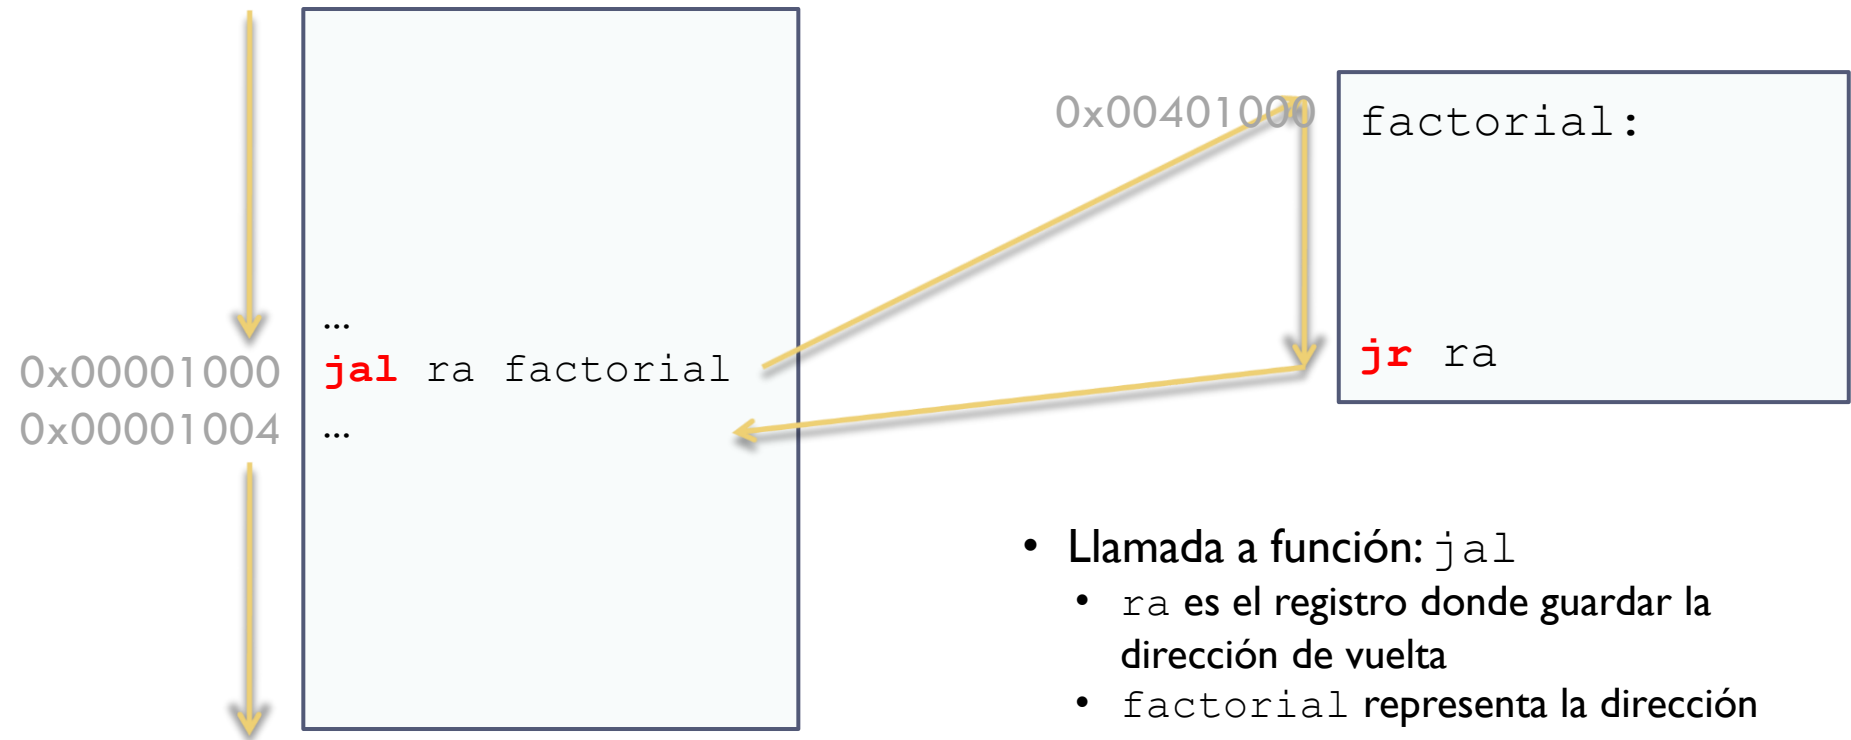 ...
0x00001000 jal ra factorial
0x00001004 ...
0x00401000 factorial:
jr ra
• Llamada a función: jal
• ra es el registro donde guardar la
dirección de vuelta
• factorial representa la dirección